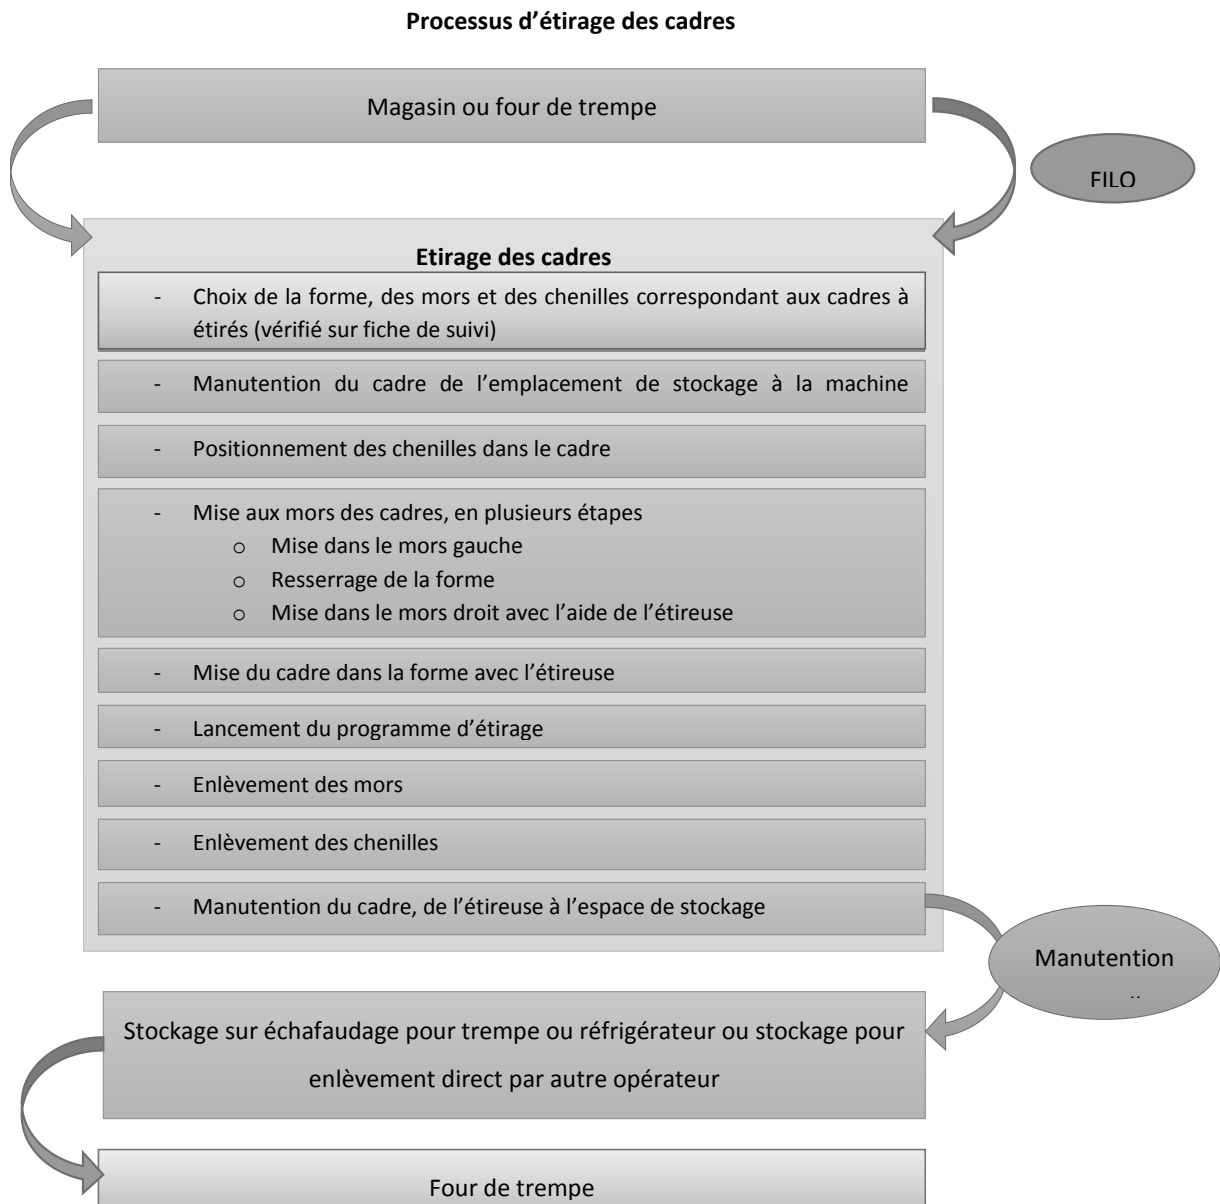 Processus d’étirage des cadres
Magasin ou four de trempe
FILO
Etirage des cadres
- Choix de la forme, des mors et des chenilles correspondant aux cadres à
étirés (vérifié sur fiche de suivi)
- Manutention du cadre de l’emplacement de stockage à la machine
- Positionnement des chenilles dans le cadre
- Mise aux mors des cadres, en plusieurs étapes
o Mise dans le mors gauche
o Resserrage de la forme
o Mise dans le mors droit avec l’aide de l’étireuse
- Mise du cadre dans la forme avec l’étireuse
- Lancement du programme d’étirage
- Enlèvement des mors
- Enlèvement des chenilles
- Manutention du cadre, de l’étireuse à l’espace de stockage
Manutention
Stockage sur échafaudage pour trempe ou réfrigérateur ou stockage pour
enlèvement direct par autre opérateur
Four de trempe